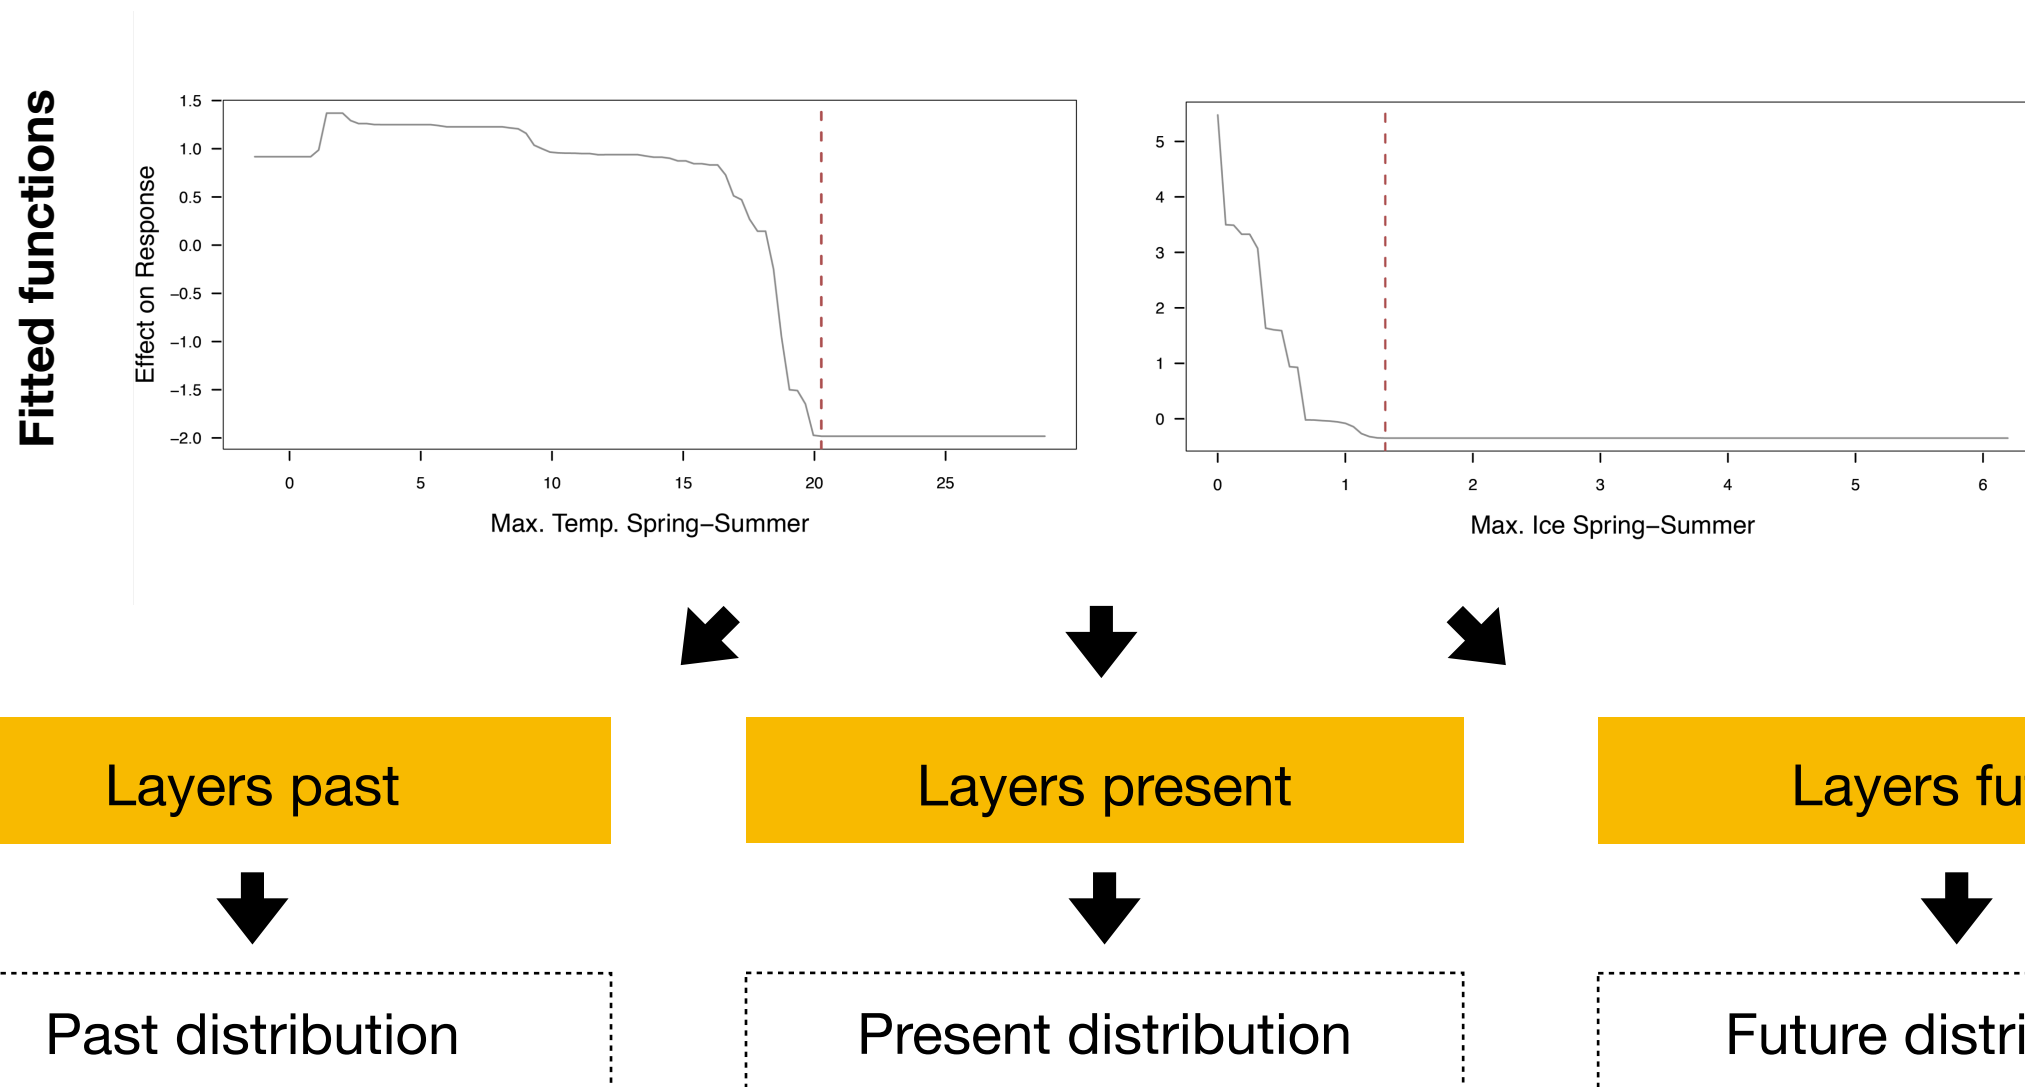 Fitted functions
Effect on Response
1.5
1.0
0.5
0.0
−0.5
−1.0
−1.5
−2.0
0 5 10 15 20 25
Max. Temp. Spring−Summer
5
4
3
2
1
0
0 1 2 3 4 5 6
Max. Ice Spring−Summer
Layers past
Layers present
Layers
Past distribution
Present distribution
Future